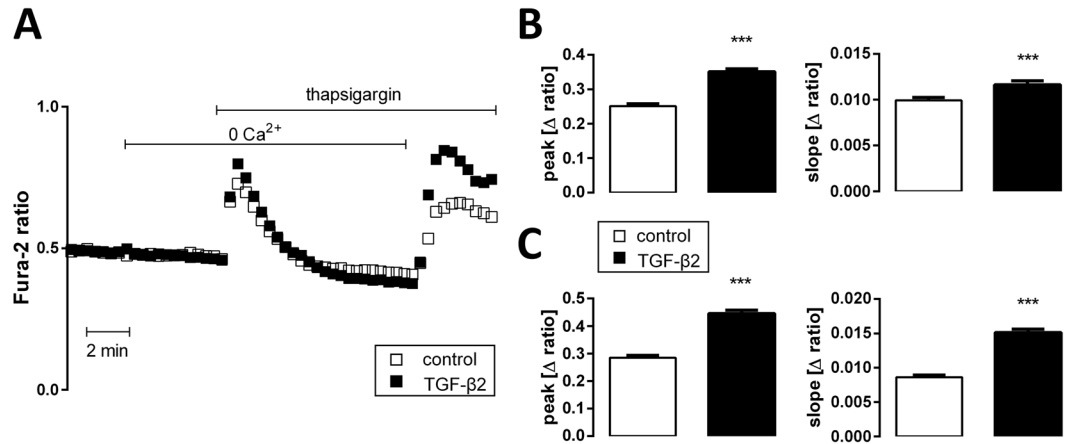 A
thapsigargin
0 Ca²⁺
1.0
0.5
0.0
Fura-2 ratio
2 min
control
TGF-β2
B
***
0.4
0.3
0.2
0.1
0.0
peak [Δ ratio]
***
0.015
0.010
0.005
0.000
slope [Δ ratio]
control
TGF-β2
C
***
0.5
0.4
0.3
0.2
0.1
0.0
peak [Δ ratio]
***
0.020
0.015
0.010
0.005
0.000
slope [Δ ratio]